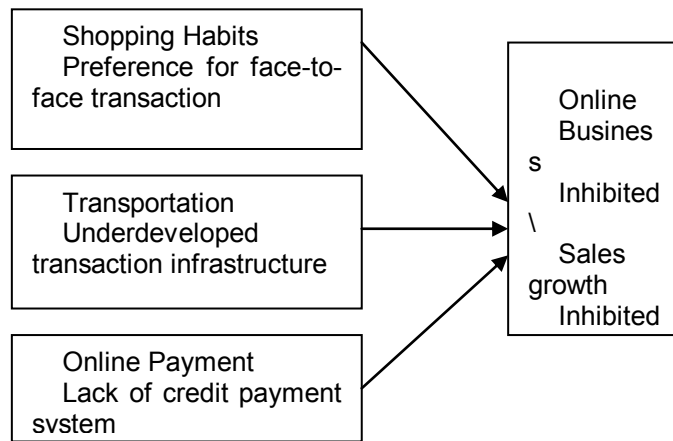 Shopping Habits
Preference for face-to-
face transaction
Transportation
Underdeveloped
transaction infrastructure
Online Payment
Lack of credit payment
system
Online
Busines
s
Inhibited
\
Sales
growth
Inhibited